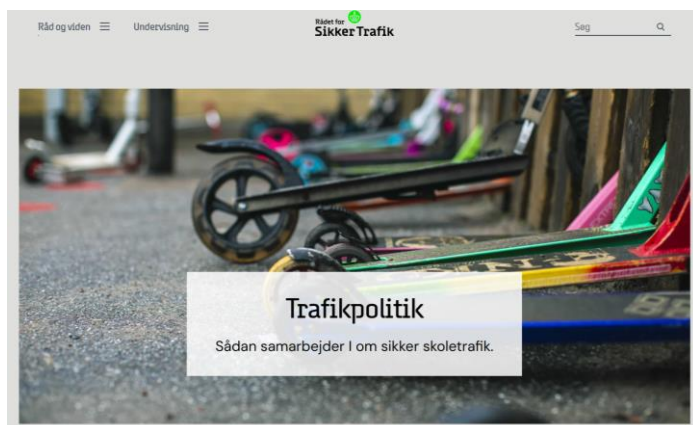 Råd og viden
Undervisning
Rådet for
Sikker Trafik
Søg
Trafikpolitik
Sådan samarbejder I om sikker skoletrafik.